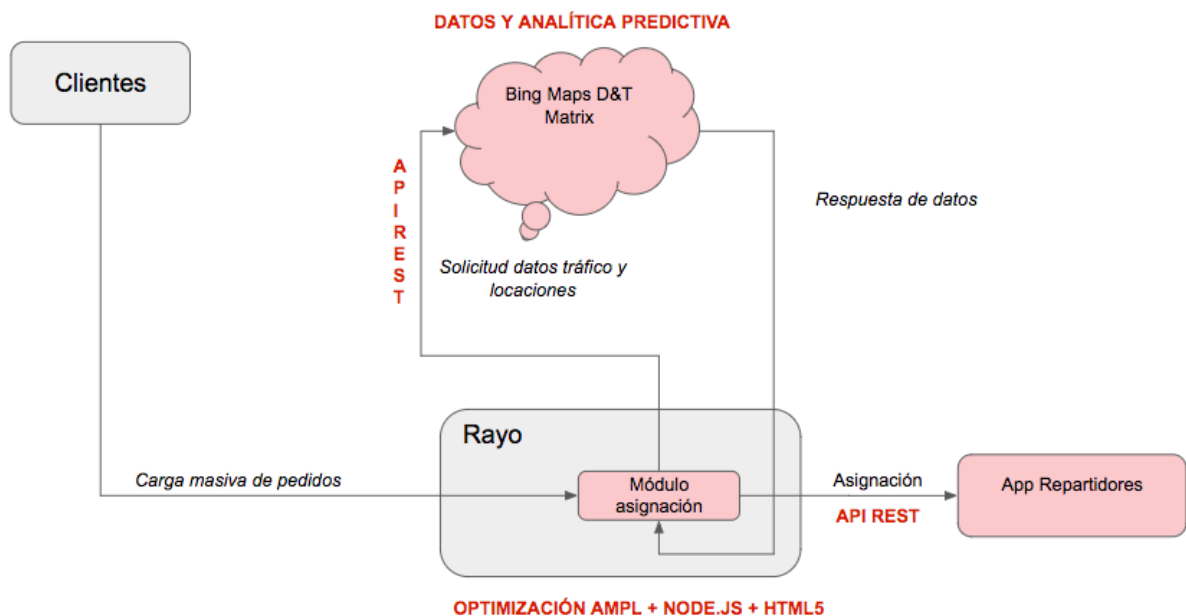 DATOS Y ANALÍTICA PREDICTIVA
Clientes
Bing Maps D&T
Matrix
A
P
I
R
E
S
T
Respuesta de datos
Solicitud datos tráfico y
locaciones
Rayo
Carga masiva de pedidos
Módulo
asignación
Asignación
API REST
App Repartidores
OPTIMIZACIÓN AMPL + NODE.JS + HTML5